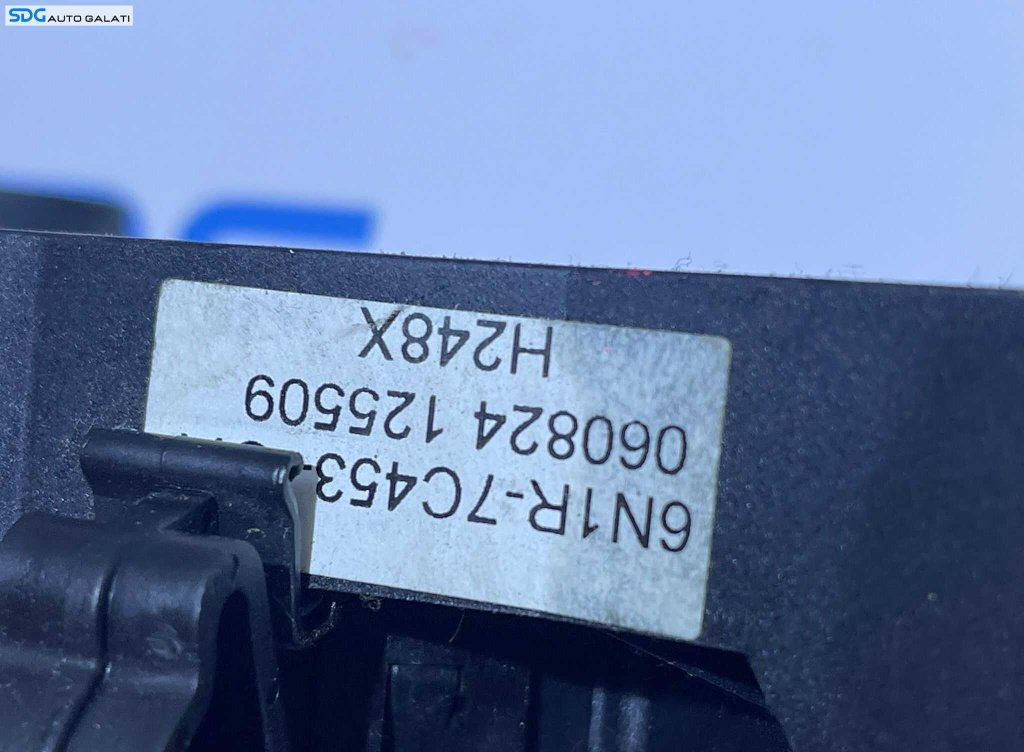 SDG AUTO GALATI
6N1R-7C453-
060824 125509
H248X